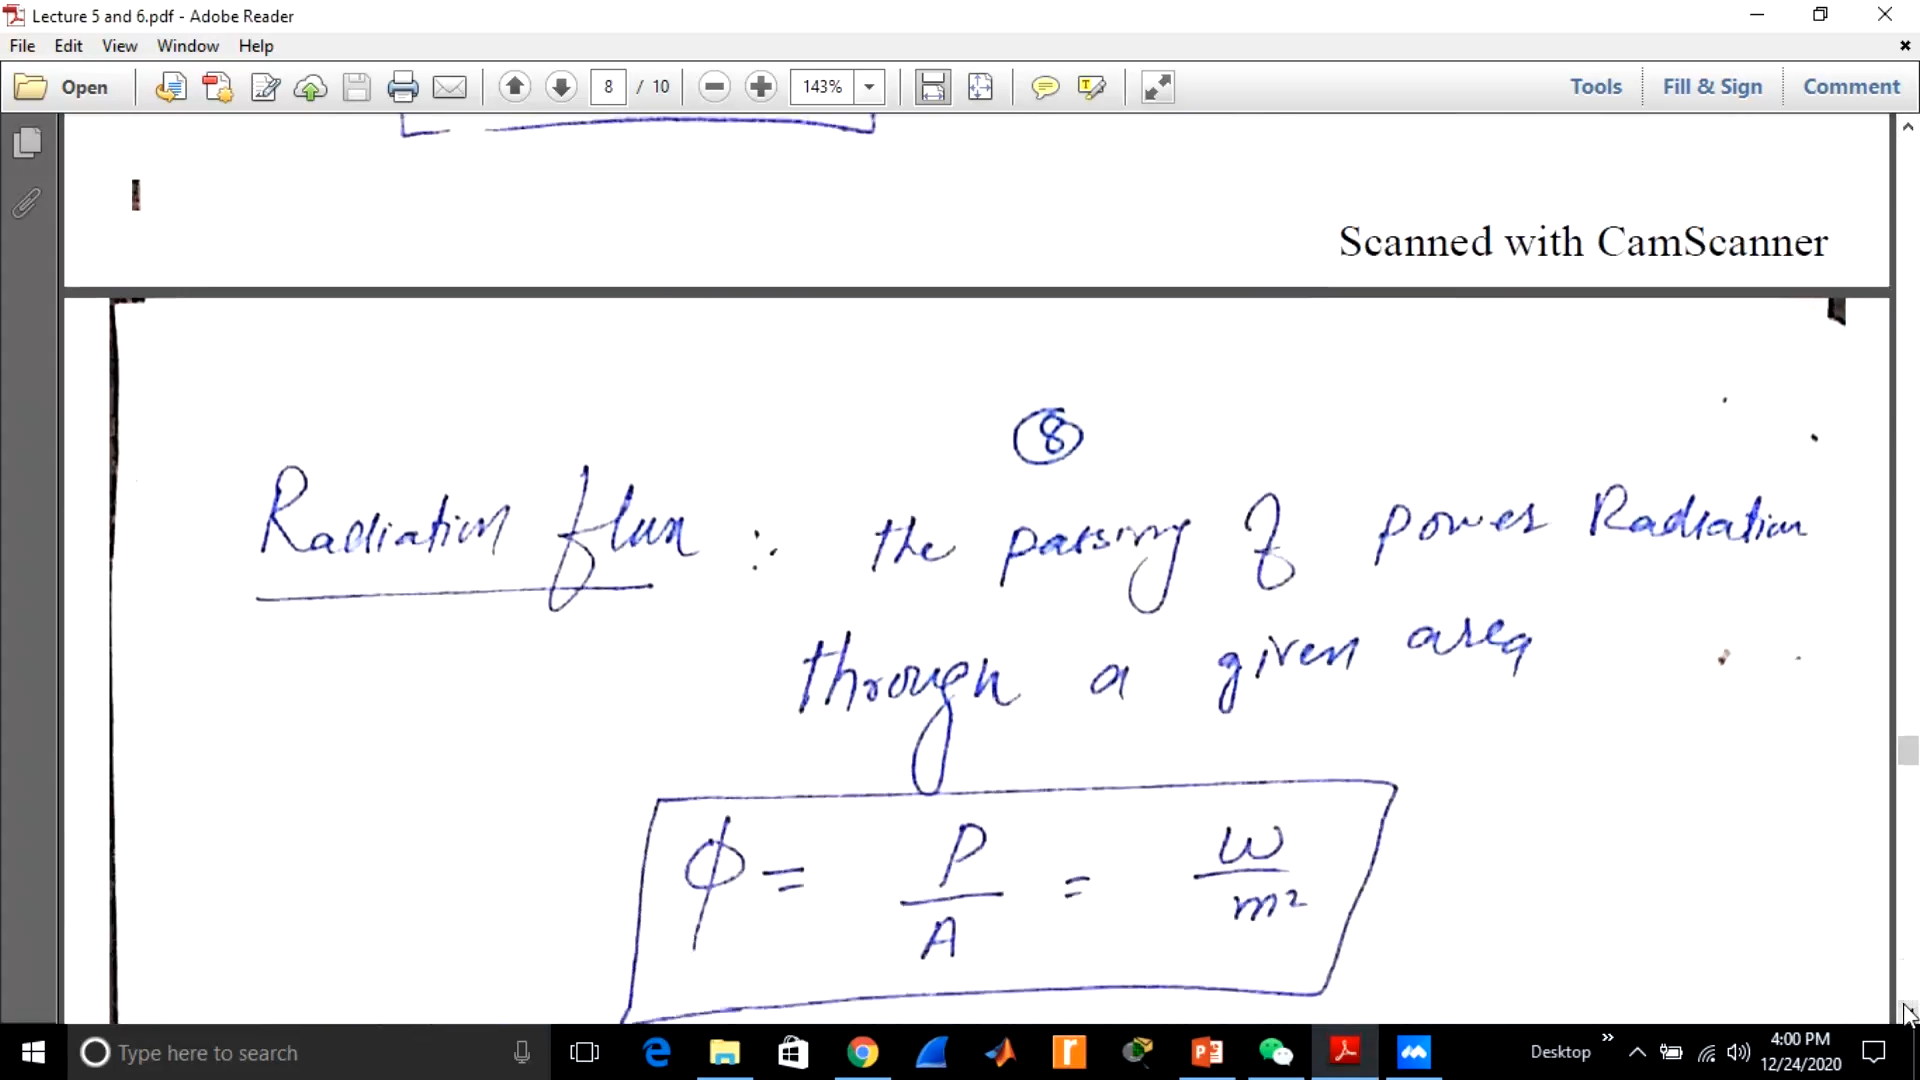 Lecture 5 and 6.pdf - Adobe Reader
File Edit View Window Help
Open 8 / 10 143% Tools Fill & Sign Comment
Scanned with CamScanner
8
Radiation flux : the passing of power Radiation
through a given area
ϕ = P/A = W/m²
Type here to search
Desktop
4:00 PM
12/24/2020